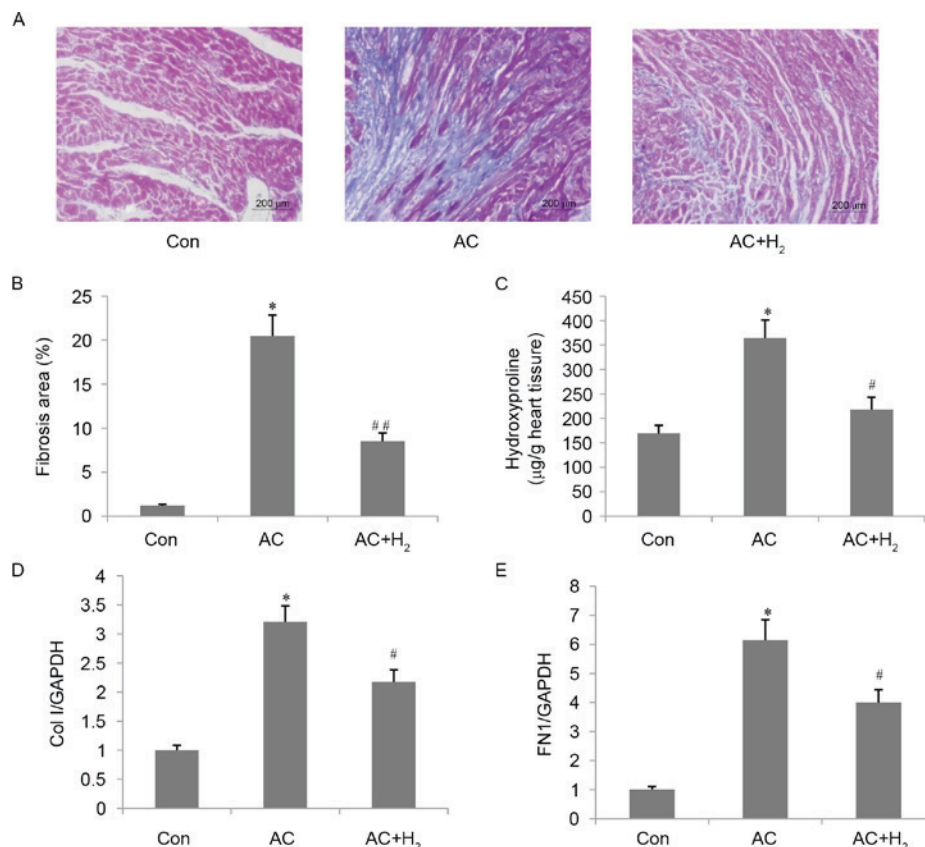 A
200 µm
200 µm
200 µm
Con
AC
AC+H₂
B
Fibrosis area (%)
25
20
15
10
5
0
*
##
Con
AC
AC+H₂
C
Hydroxyproline
(µg/g heart tissure)
450
400
350
300
250
200
150
100
50
0
*
#
Con
AC
AC+H₂
D
Col I/GAPDH
4
3.5
3
2.5
2
1.5
1
0.5
0
*
#
Con
AC
AC+H₂
E
FN1/GAPDH
8
7
6
5
4
3
2
1
0
*
#
Con
AC
AC+H₂